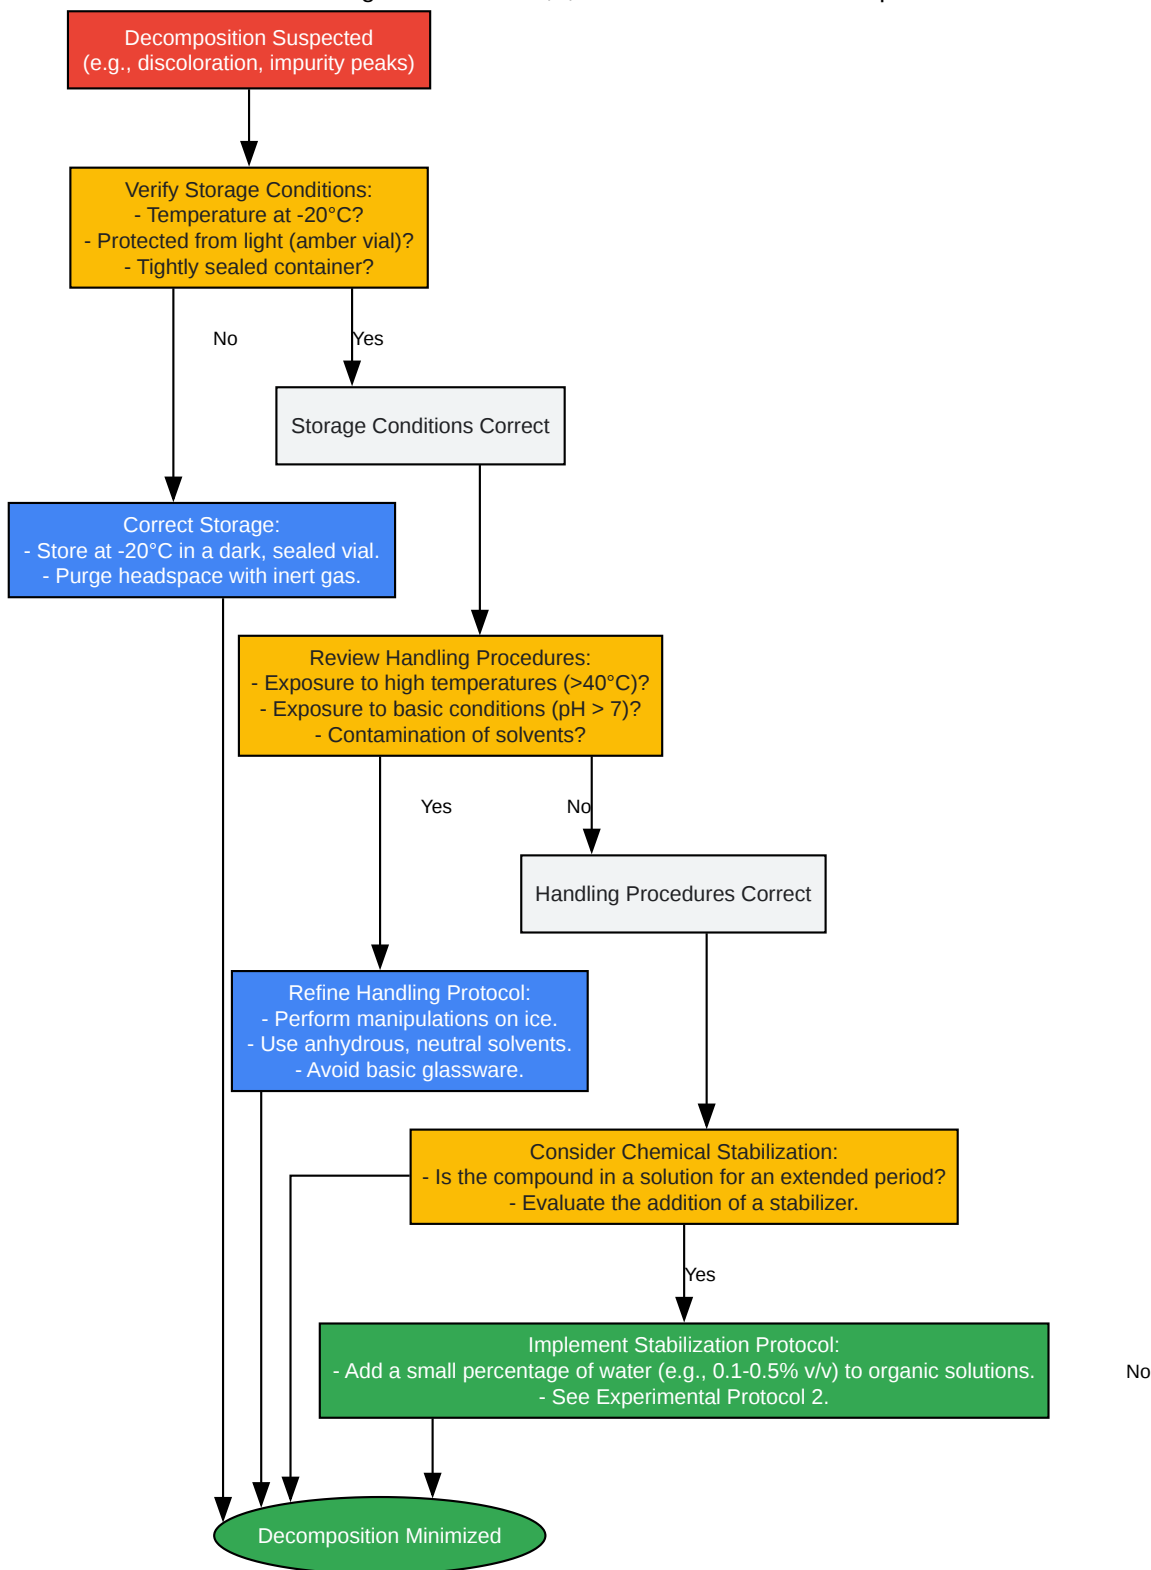 Decomposition Suspected
(e.g., discoloration, impurity peaks)
Verify Storage Conditions:
- Temperature at -20°C?
- Protected from light (amber vial)?
- Tightly sealed container?
No
Yes
Storage Conditions Correct
Correct Storage:
- Store at -20°C in a dark, sealed vial.
- Purge headspace with inert gas.
Review Handling Procedures:
- Exposure to high temperatures (>40°C)?
- Exposure to basic conditions (pH > 7)?
- Contamination of solvents?
Yes
No
Handling Procedures Correct
Refine Handling Protocol:
- Perform manipulations on ice.
- Use anhydrous, neutral solvents.
- Avoid basic glassware.
Consider Chemical Stabilization:
- Is the compound in a solution for an extended period?
- Evaluate the addition of a stabilizer.
Yes
Implement Stabilization Protocol:
- Add a small percentage of water (e.g., 0.1-0.5% v/v) to organic solutions.
- See Experimental Protocol 2.
No
Decomposition Minimized